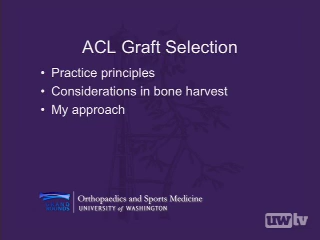 ACL Graft Selection
• Practice principles
• Considerations in bone harvest
• My approach
Orthopaedics and Sports Medicine
UNIVERSITY of WASHINGTON
uwtv